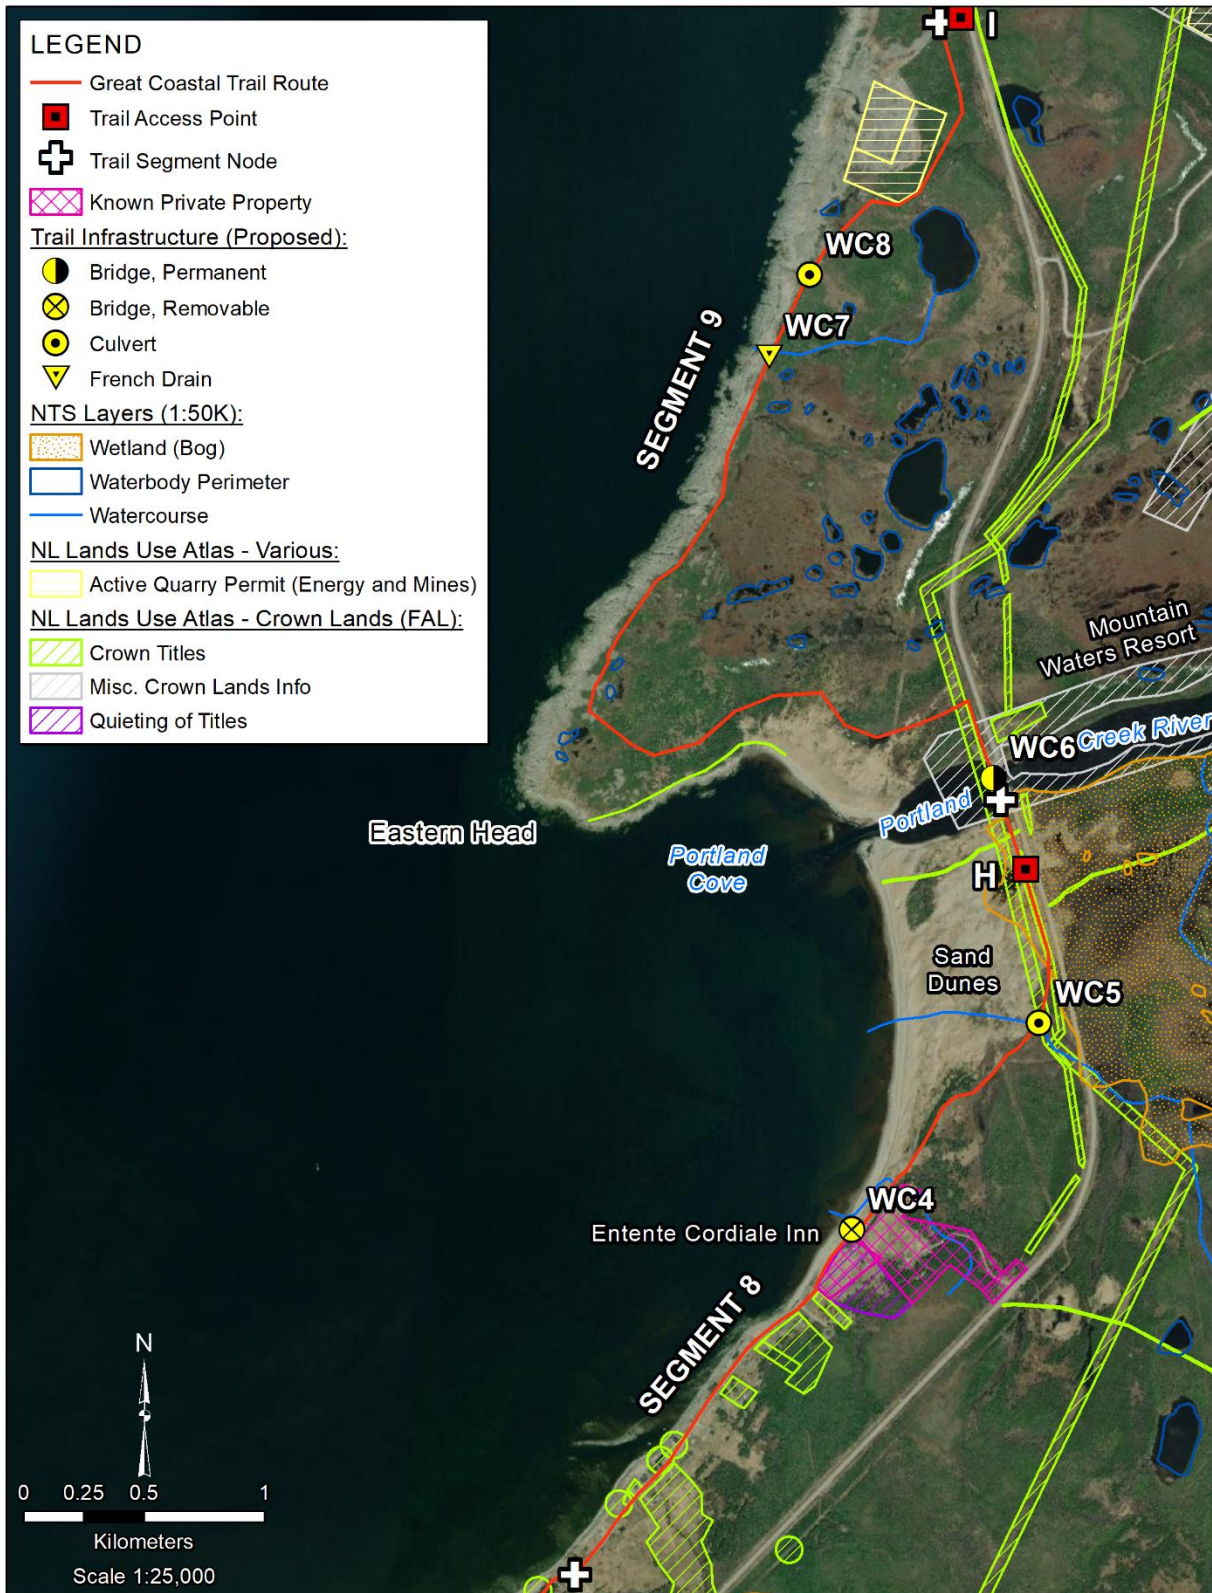 LEGEND
Great Coastal Trail Route
Trail Access Point
Trail Segment Node
Known Private Property
Trail Infrastructure (Proposed):
Bridge, Permanent
Bridge, Removable
Culvert
French Drain
NTS Layers (1:50K):
Wetland (Bog)
Waterbody Perimeter
Watercourse
NL Lands Use Atlas - Various:
Active Quarry Permit (Energy and Mines)
NL Lands Use Atlas - Crown Lands (FAL):
Crown Titles
Misc. Crown Lands Info
Quieting of Titles
I
WC8
WC7
SEGMENT 9
Mountain
Waters Resort
WC6
Portland Creek River
Eastern Head
Portland
Cove
H
Sand
Dunes
WC5
WC4
Entente Cordiale Inn
SEGMENT 8
N
0 0.25 0.5 1
Kilometers
Scale 1:25,000